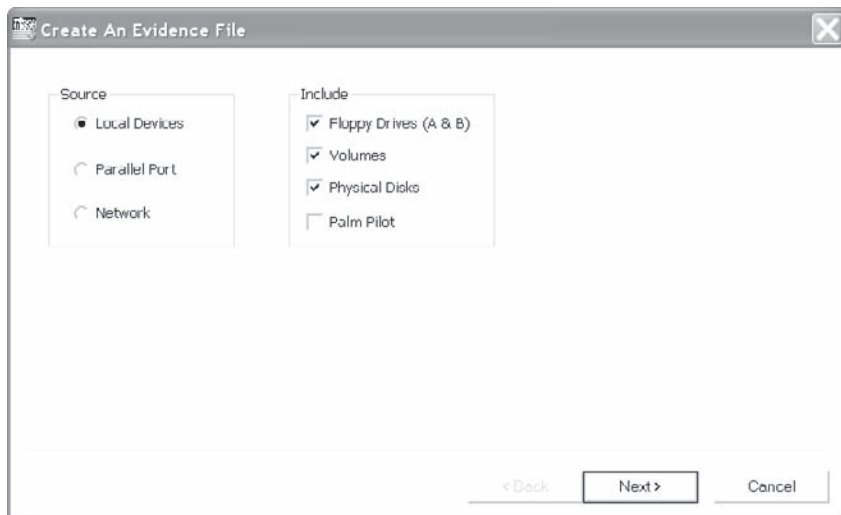 Create An Evidence File
Source
Local Devices
Parallel Port
Network
Include
Floppy Drives (A & B)
Volumes
Physical Disks
Palm Pilot
< Back
Next >
Cancel